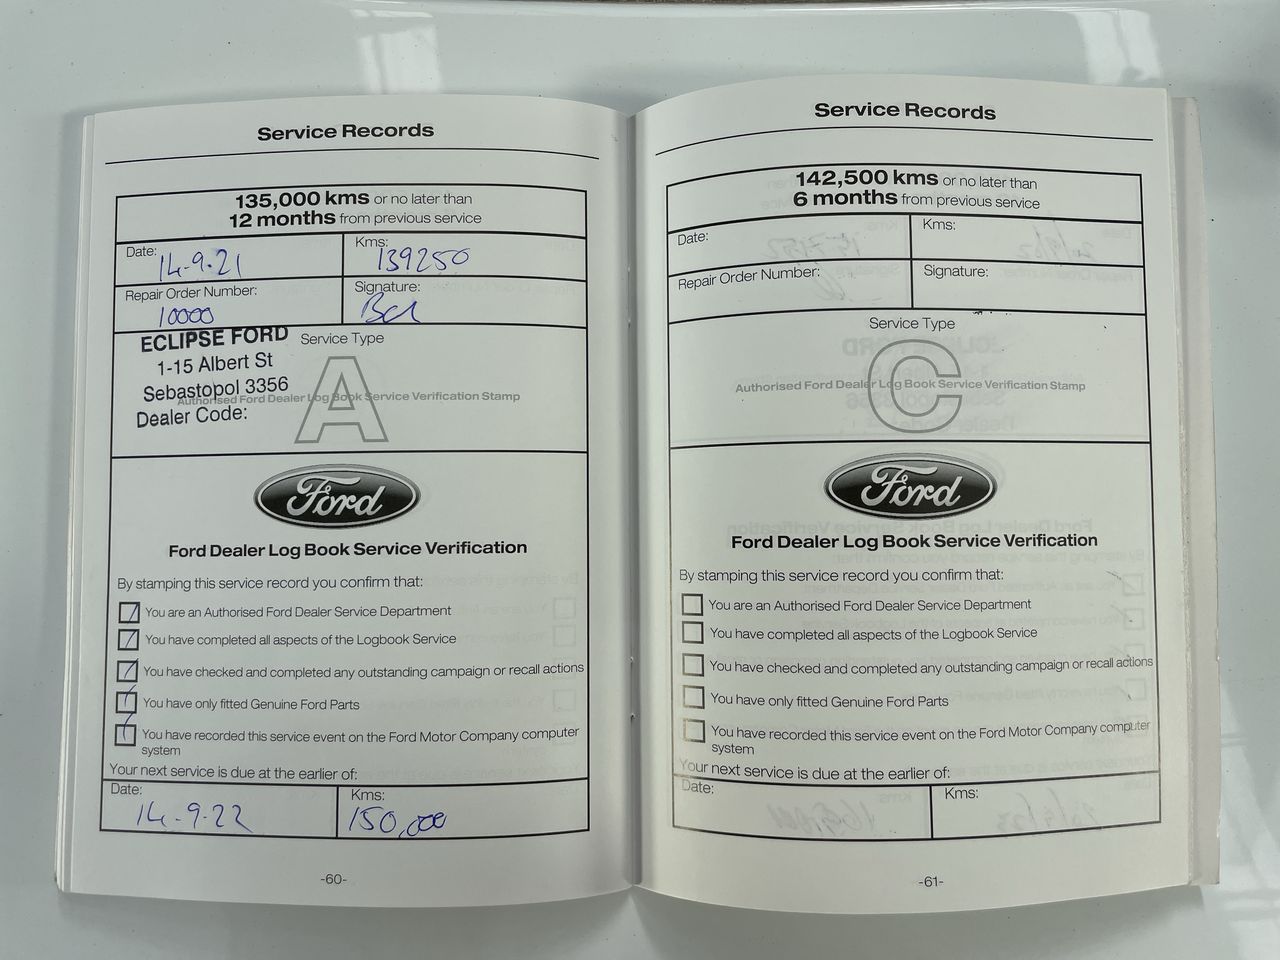 Service Records
135,000 kms or no later than
12 months from previous service
Date: 14-9-21
Kms: 139250
Repair Order Number: 10000
Signature:
ECLIPSE FORD
1-15 Albert St
Sebastopol 3356
Dealer Code:
Service Type
A
Authorised Ford Dealer Log Book Service Verification Stamp
Ford
Ford Dealer Log Book Service Verification
By stamping this service record you confirm that:
You are an Authorised Ford Dealer Service Department
You have completed all aspects of the Logbook Service
You have checked and completed any outstanding campaign or recall actions
You have only fitted Genuine Ford Parts
You have recorded this service event on the Ford Motor Company computer
system
Your next service is due at the earlier of:
Date: 14-9-22
Kms: 150,000
-60-
Service Records
142,500 kms or no later than
6 months from previous service
Date:
Kms:
Repair Order Number:
Signature:
Service Type
C
Authorised Ford Dealer Log Book Service Verification Stamp
Ford
Ford Dealer Log Book Service Verification
By stamping this service record you confirm that:
You are an Authorised Ford Dealer Service Department
You have completed all aspects of the Logbook Service
You have checked and completed any outstanding campaign or recall actions
You have only fitted Genuine Ford Parts
You have recorded this service event on the Ford Motor Company computer
system
Your next service is due at the earlier of:
Date:
Kms:
-61-